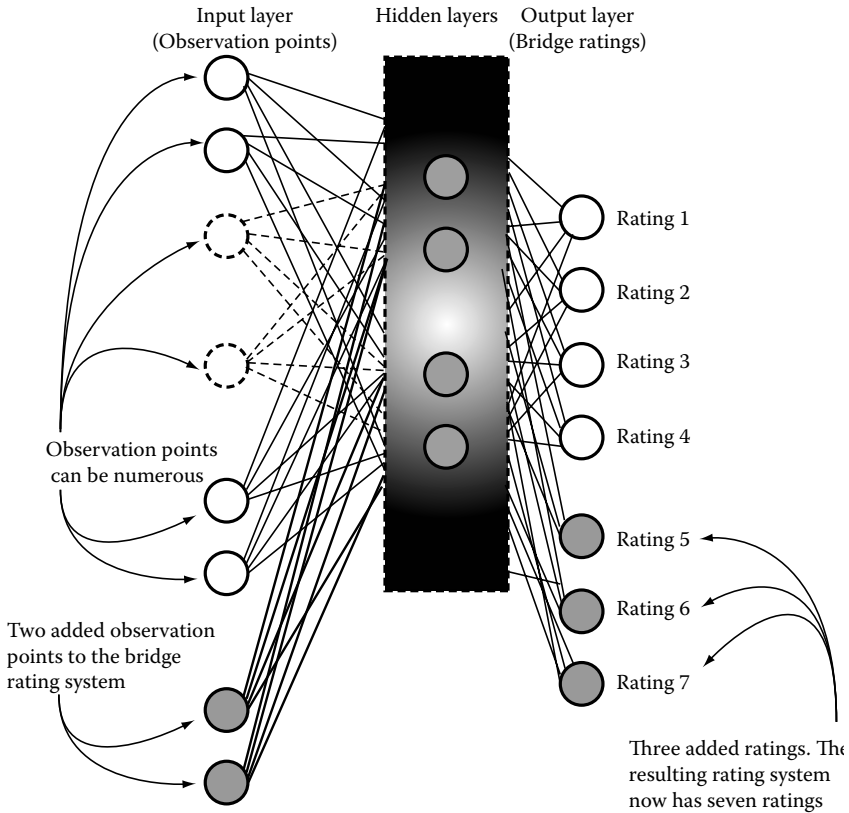 Input layer
(Observation points)
Hidden layers
Output layer
(Bridge ratings)
Rating 1
Rating 2
Rating 3
Rating 4
Observation points
can be numerous
Rating 5
Rating 6
Rating 7
Two added observation
points to the bridge
rating system
Three added ratings. The
resulting rating system
now has seven ratings